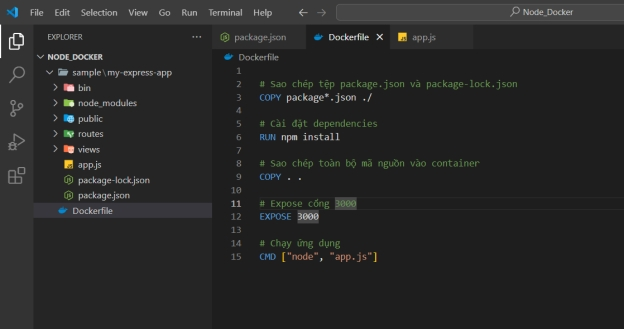 File Edit Selection View Go Run Terminal Help Node_Docker
EXPLORER
NODE_DOCKER
sample \ my-express-app
bin
node_modules
public
routes
views
app.js
package-lock.json
package.json
Dockerfile
package.json Dockerfile app.js
Dockerfile
1
2 # Sao chép tệp package.json và package-lock.json
3 COPY package*.json ./
4
5 # Cài đặt dependencies
6 RUN npm install
7
8 # Sao chép toàn bộ mã nguồn vào container
9 COPY . .
10
11 # Expose cổng 3000
12 EXPOSE 3000
13
14 # Chạy ứng dụng
15 CMD ["node", "app.js"]